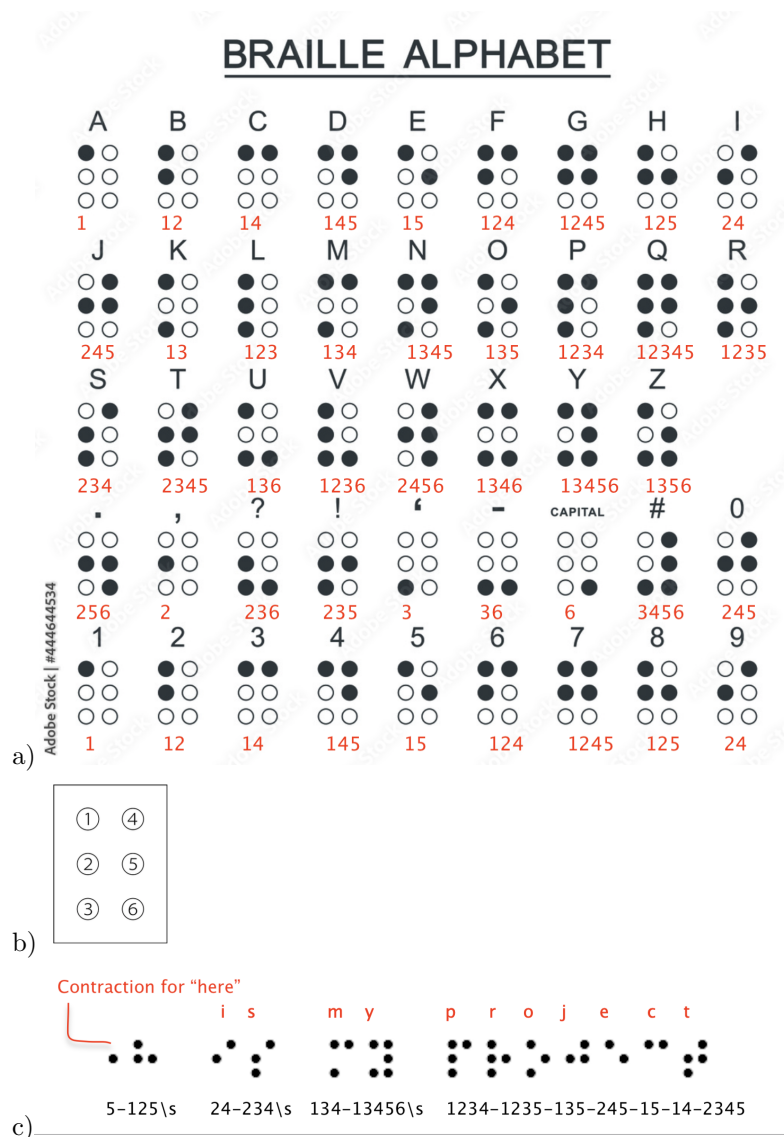 BRAILLE ALPHABET
A B C D E F G H I
1 12 14 145 15 124 1245 125 24
J K L M N O P Q R
245 13 123 134 1345 135 1234 12345 1235
S T U V W X Y Z
234 2345 136 1236 2456 1346 13456 1356
. , ? ! ‘ - CAPITAL # 0
256 2 236 235 3 36 6 3456 245
1 2 3 4 5 6 7 8 9
1 12 14 145 15 124 1245 125 24
Adobe Stock | #444644534
a)
1 4
2 5
3 6
b)
Contraction for “here”
i s m y p r o j e c t
5-125\s 24-234\s 134-13456\s 1234-1235-135-245-15-14-2345
c)